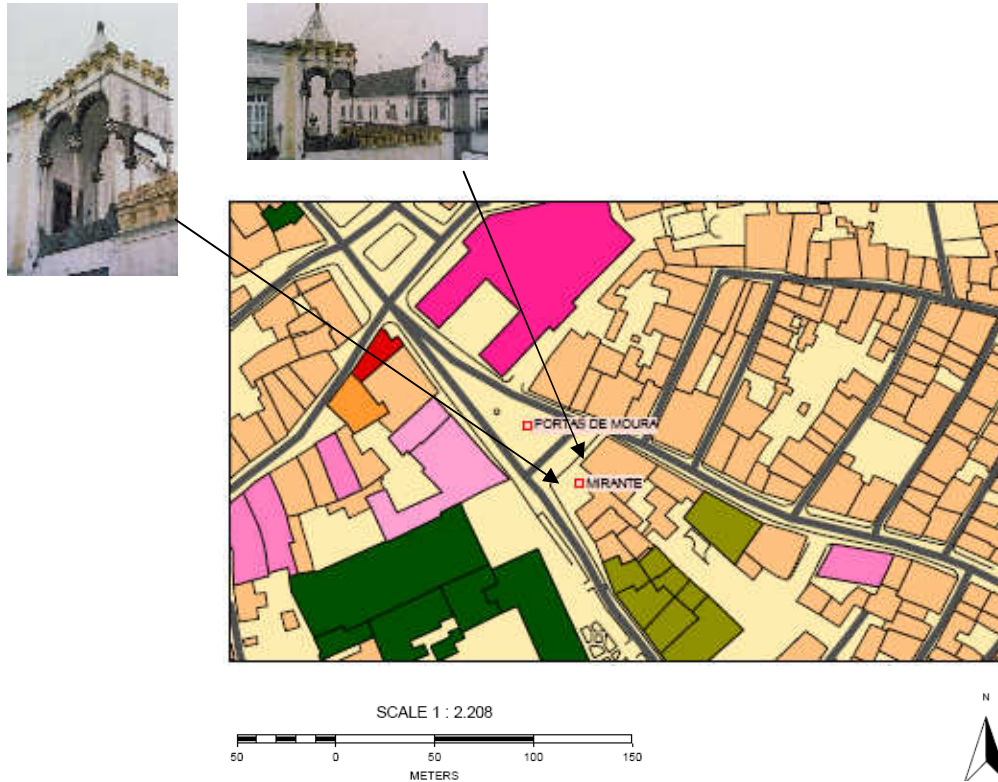 PORTAS DE MOURA
MIRANTE
SCALE 1 : 2.208
N
50 0 50 100 150
METERS